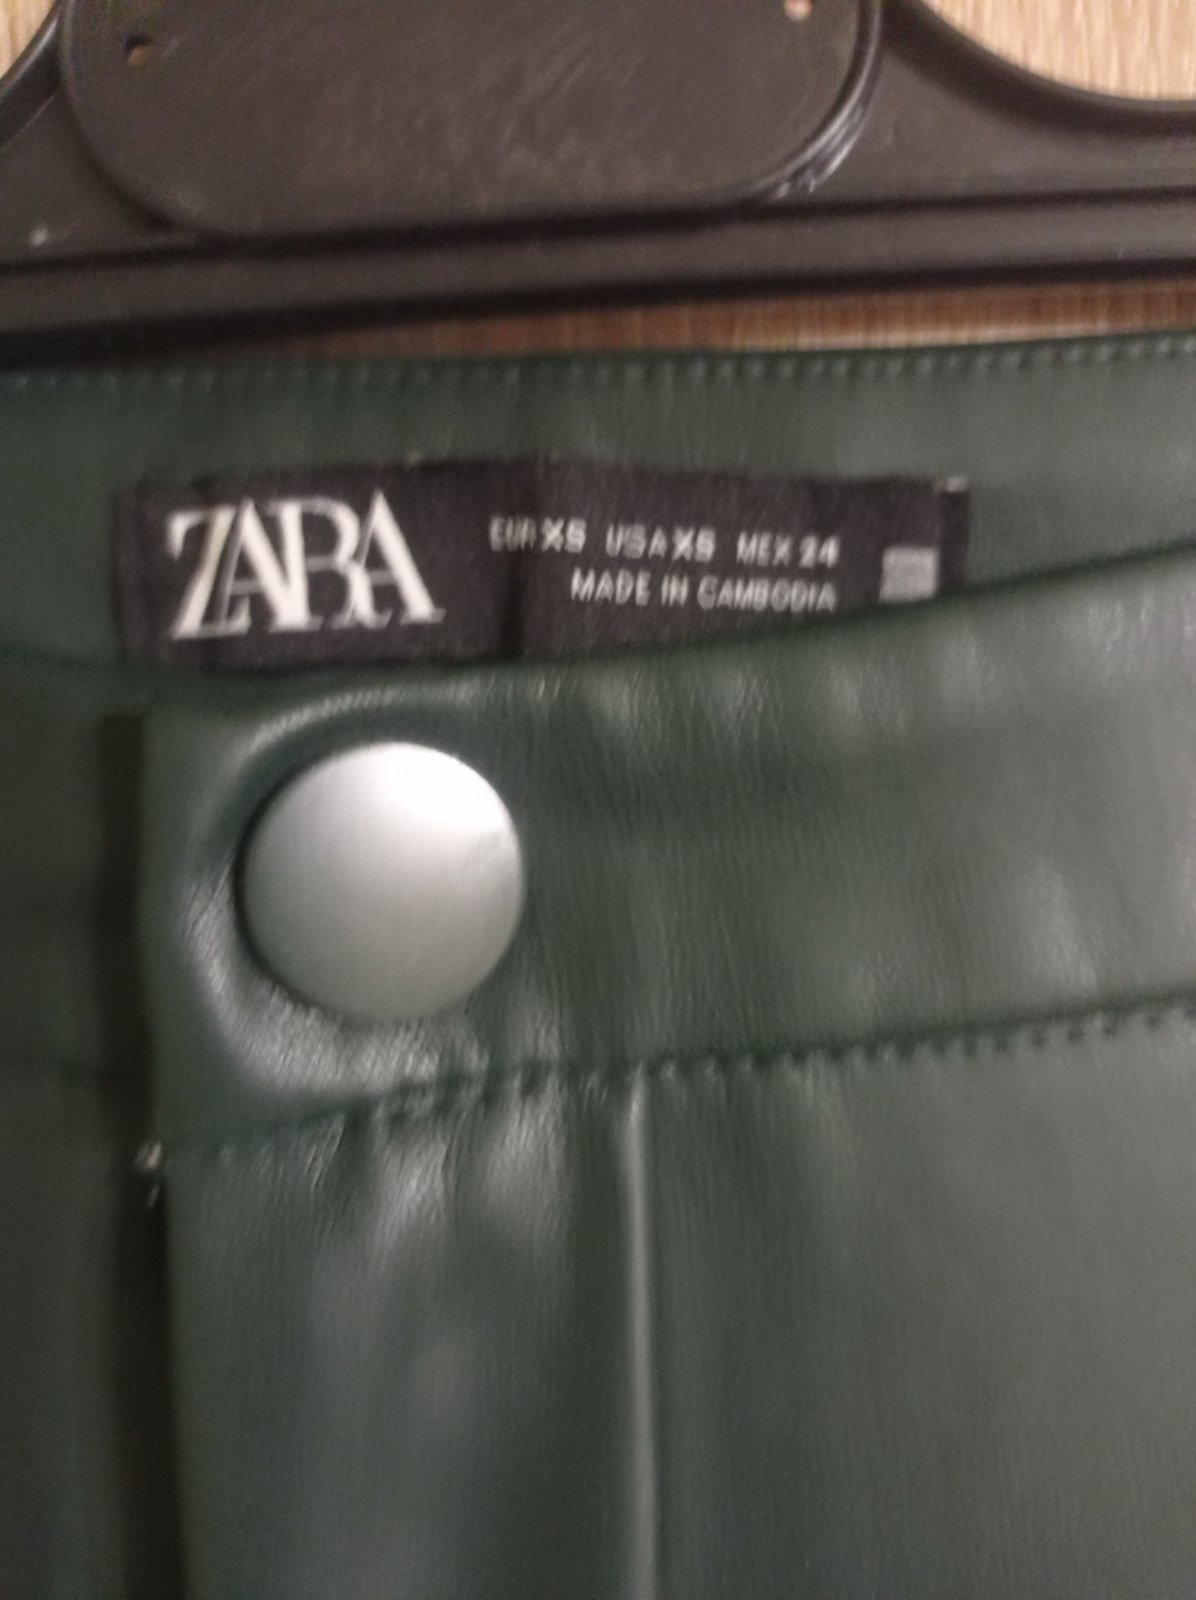 ZARA
EUR XS USA XS MEX 24
MADE IN CAMBODIA